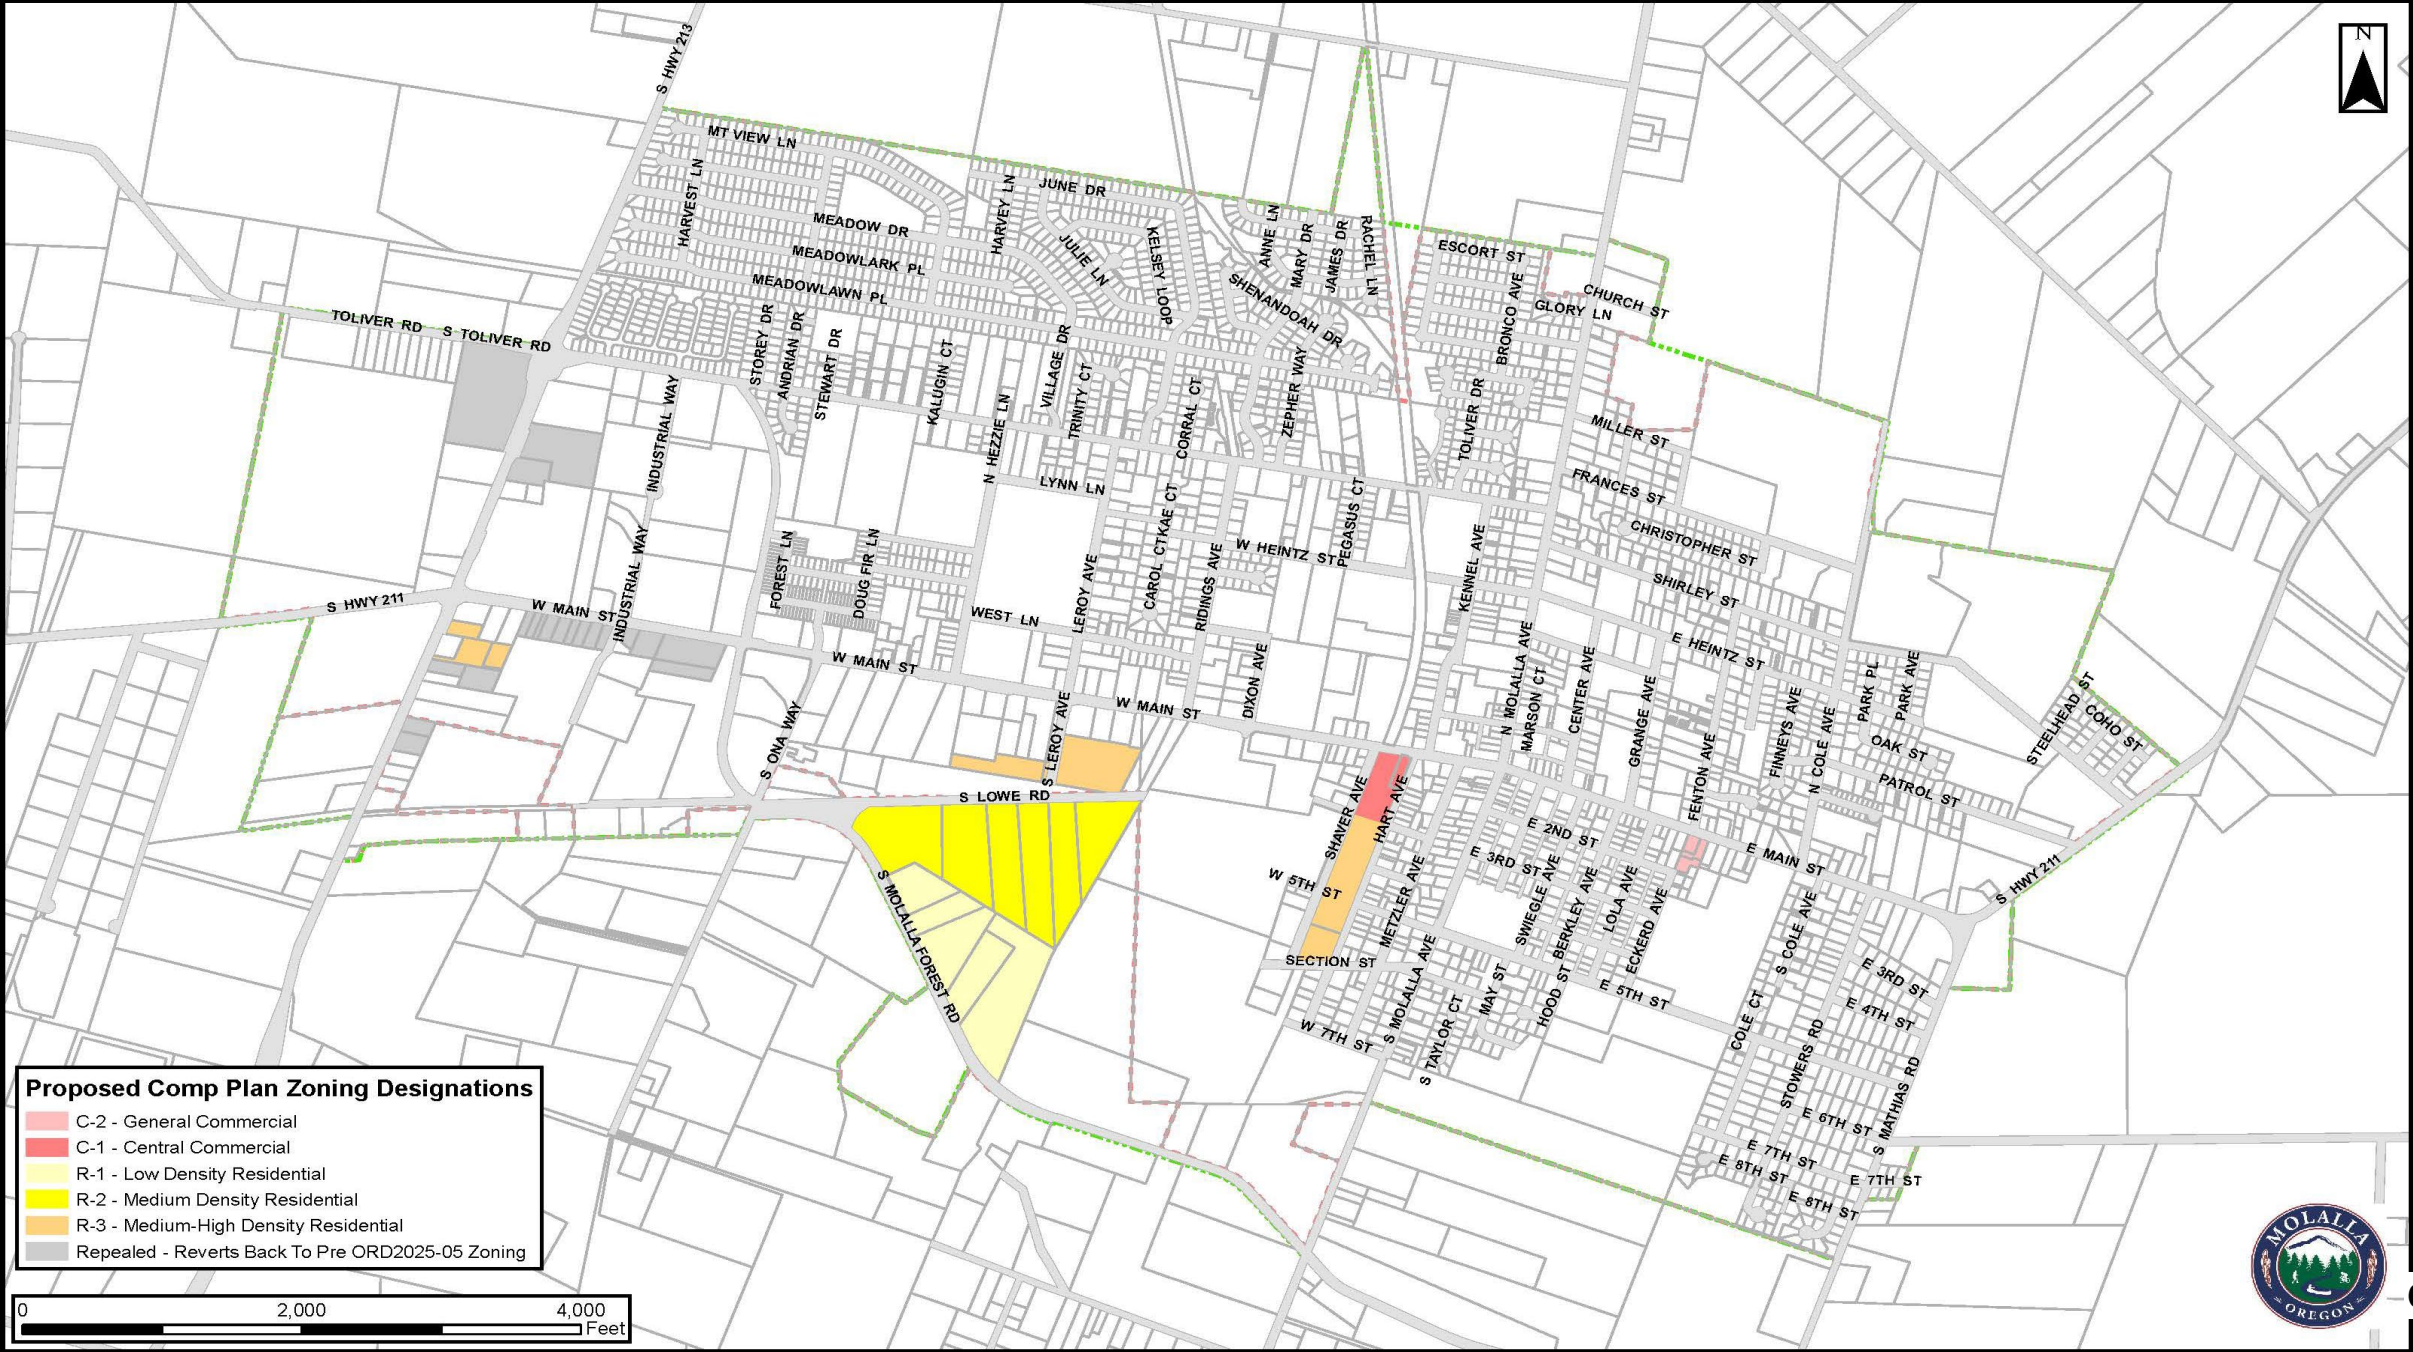 N
S HWY 213
MT VIEW LN
HARVEST LN
JUNE DR
HARVEY LN
MEADOW DR
JULIE LN
KELSEY LOOP
ANNE LN
MARY DR
JAMES DR
RACHEL LN
ESCORT ST
MEADOWLARK PL
MEADOWLAWN PL
SHENANDOAH DR
BRONCO AVE
CHURCH ST
GLORY LN
TOLIVER RD
S TOLIVER RD
STOREY DR
ANDRIAN DR
STEWART DR
KALUGIN CT
VILLAGE DR
TRINITY CT
CORRAL CT
ZEPHER WAY
TOLIVER DR
INDUSTRIAL WAY
N HEZZIE LN
MILLER ST
LYNN LN
FRANCES ST
PEGASUS CT
CHRISTOPHER ST
INDUSTRIAL WAY
FOREST LN
DOUG FIR LN
LEROY AVE
CAROL CT
KAE CT
RIDINGS AVE
W HEINTZ ST
KENNEL AVE
SHIRLEY ST
S HWY 211
W MAIN ST
WEST LN
E HEINTZ ST
W MAIN ST
DIXON AVE
N MOLALLA AVE
MARSON CT
CENTER AVE
GRANGE AVE
FINNEYS AVE
N COLE AVE
PARK PL
PARK AVE
STEELHEAD ST
COHO ST
S ONA WAY
S LEROY AVE
W MAIN ST
OAK ST
FENTON AVE
PATROL ST
S LOWE RD
SHAVER AVE
HART AVE
E 2ND ST
E MAIN ST
E 3RD ST
W 5TH ST
METZLER AVE
SWIEGLE AVE
BERKLEY AVE
LOLA AVE
ECKERD AVE
S HWY 211
S MOLALLA FOREST RD
SECTION ST
S MOLALLA AVE
MAY ST
HOOD ST
E 5TH ST
S COLE AVE
E 3RD ST
E 4TH ST
W 7TH ST
S TAYLOR CT
COLE CT
STOWERS RD
S MATHIAS RD
E 6TH ST
E 7TH ST
E 8TH ST
E 7TH ST
E 8TH ST
Proposed Comp Plan Zoning Designations
C-2 - General Commercial
C-1 - Central Commercial
R-1 - Low Density Residential
R-2 - Medium Density Residential
R-3 - Medium-High Density Residential
Repealed - Reverts Back To Pre ORD2025-05 Zoning
0 2,000 4,000
Feet
MOLALLA
OREGON